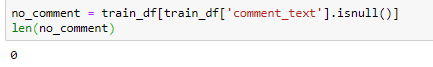 no_comment = train_df[train_df['comment_text'].isnull()]
len(no_comment)
0